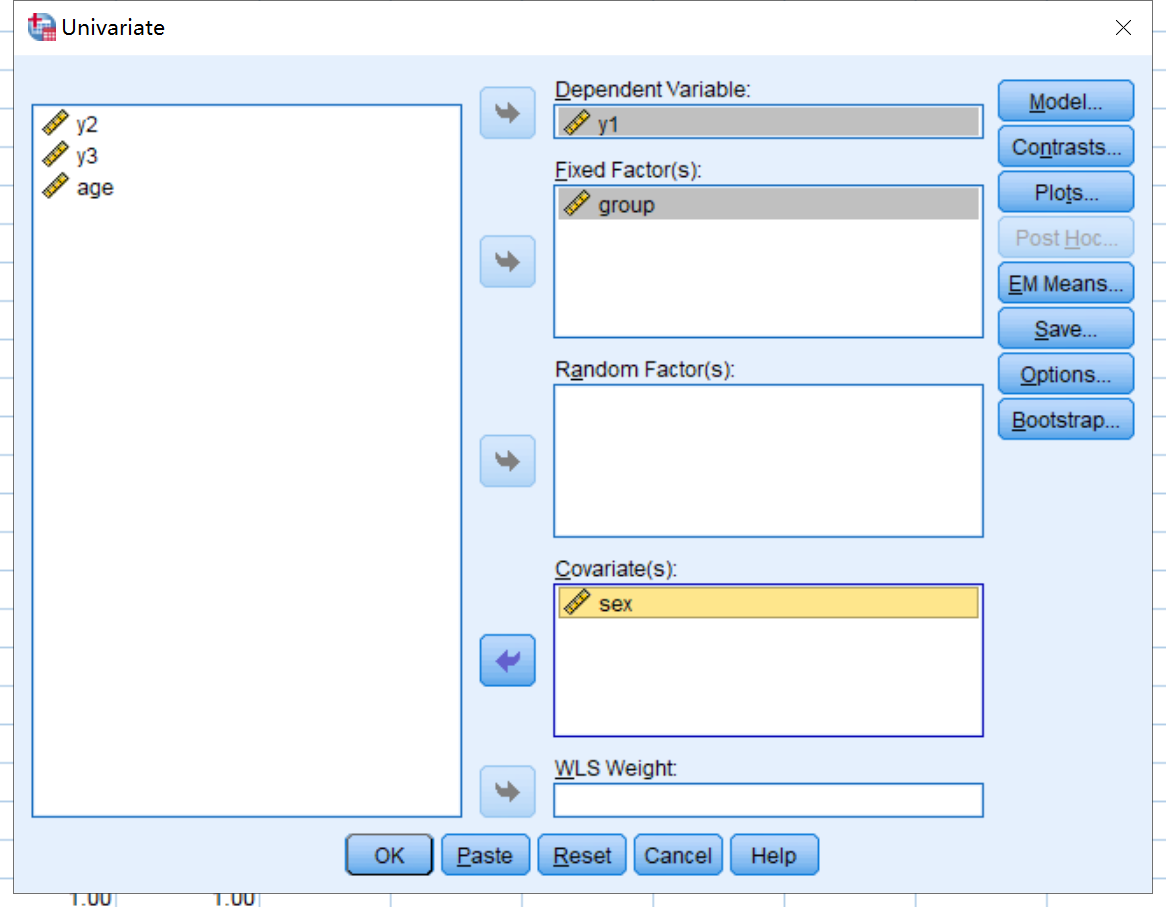 Univariate
y2
y3
age
Dependent Variable:
y1
Fixed Factor(s):
group
Random Factor(s):
Covariate(s):
sex
WLS Weight:
Model...
Contrasts...
Plots...
Post Hoc...
EM Means...
Save...
Options...
Bootstrap...
OK
Paste
Reset
Cancel
Help
1.00 1.00